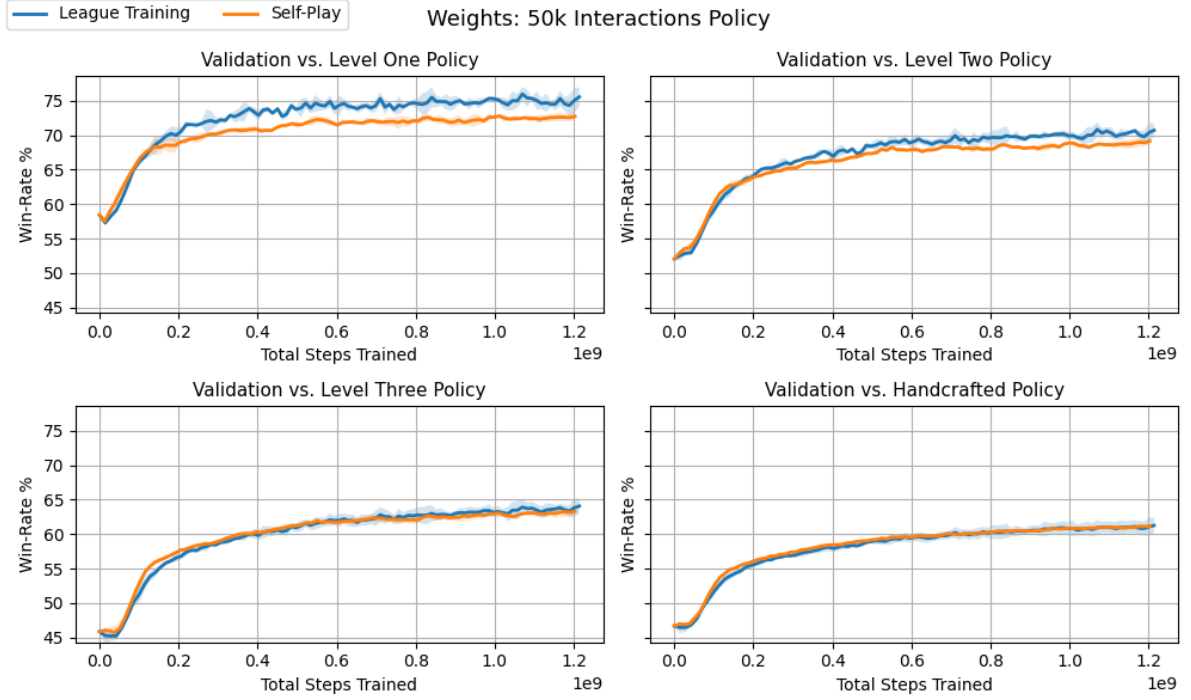 League Training
Self-Play
Weights: 50k Interactions Policy
Validation vs. Level One Policy
Win-Rate %
75
70
65
60
55
50
45
0.0 0.2 0.4 0.6 0.8 1.0 1.2
Total Steps Trained
1e9
Validation vs. Level Two Policy
Win-Rate %
0.0 0.2 0.4 0.6 0.8 1.0 1.2
Total Steps Trained
1e9
Validation vs. Level Three Policy
Win-Rate %
75
70
65
60
55
50
45
0.0 0.2 0.4 0.6 0.8 1.0 1.2
Total Steps Trained
1e9
Validation vs. Handcrafted Policy
Win-Rate %
0.0 0.2 0.4 0.6 0.8 1.0 1.2
Total Steps Trained
1e9